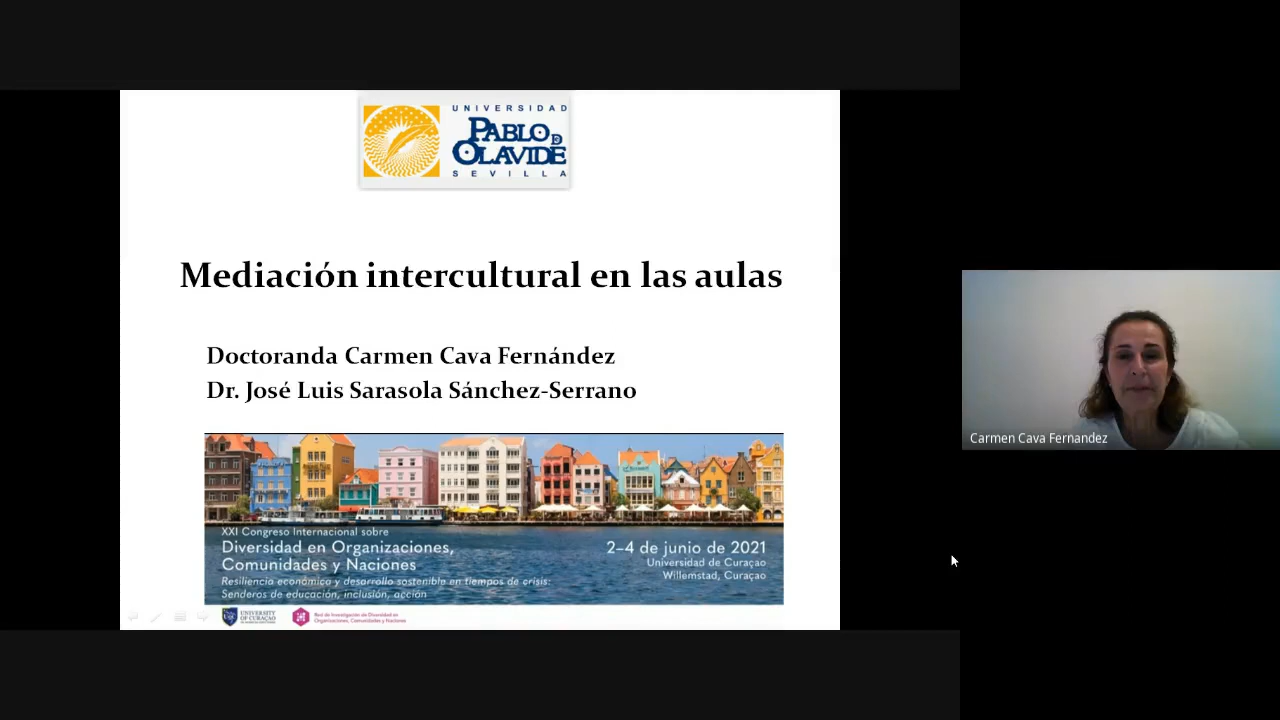 UNIVERSIDAD
PABLO DE
OLAVIDE
SEVILLA
Mediación intercultural en las aulas
Doctoranda Carmen Cava Fernández
Dr. José Luis Sarasola Sánchez-Serrano
XXI Congreso Internacional sobre
Diversidad en Organizaciones,
Comunidades y Naciones
Resiliencia económica y desarrollo sostenible en tiempos de crisis:
Senderos de educación, inclusión, acción
2–4 de junio de 2021
Universidad de Curaçao
Willemstad, Curaçao
UNIVERSITY
OF CURAÇAO
Red de Investigación de Diversidad en
Organizaciones, Comunidades y Naciones
Carmen Cava Fernandez